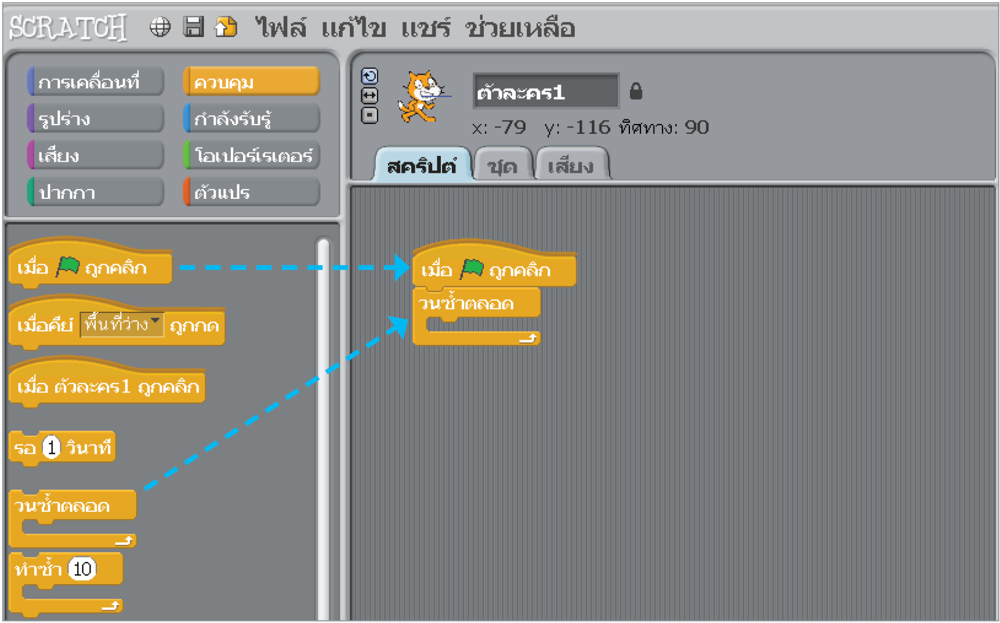 SCRATCH ไฟล์ แก้ไข แชร์ ช่วยเหลือ
การเคลื่อนที่ ควบคุม
รูปร่าง กำลังรับรู้
เสียง โอเปอร์เรเตอร์
ปากกา ตัวแปร
ตัวละคร1
x: -79 y: -116 ทิศทาง: 90
สคริปต์ ชุด เสียง
เมื่อ ถูกคลิก
เมื่อคีย์ พื้นที่ว่าง ถูกกด
เมื่อ ตัวละคร1 ถูกคลิก
รอ 1 วินาที
วนซ้ำตลอด
ทำซ้ำ 10
เมื่อ ถูกคลิก
วนซ้ำตลอด